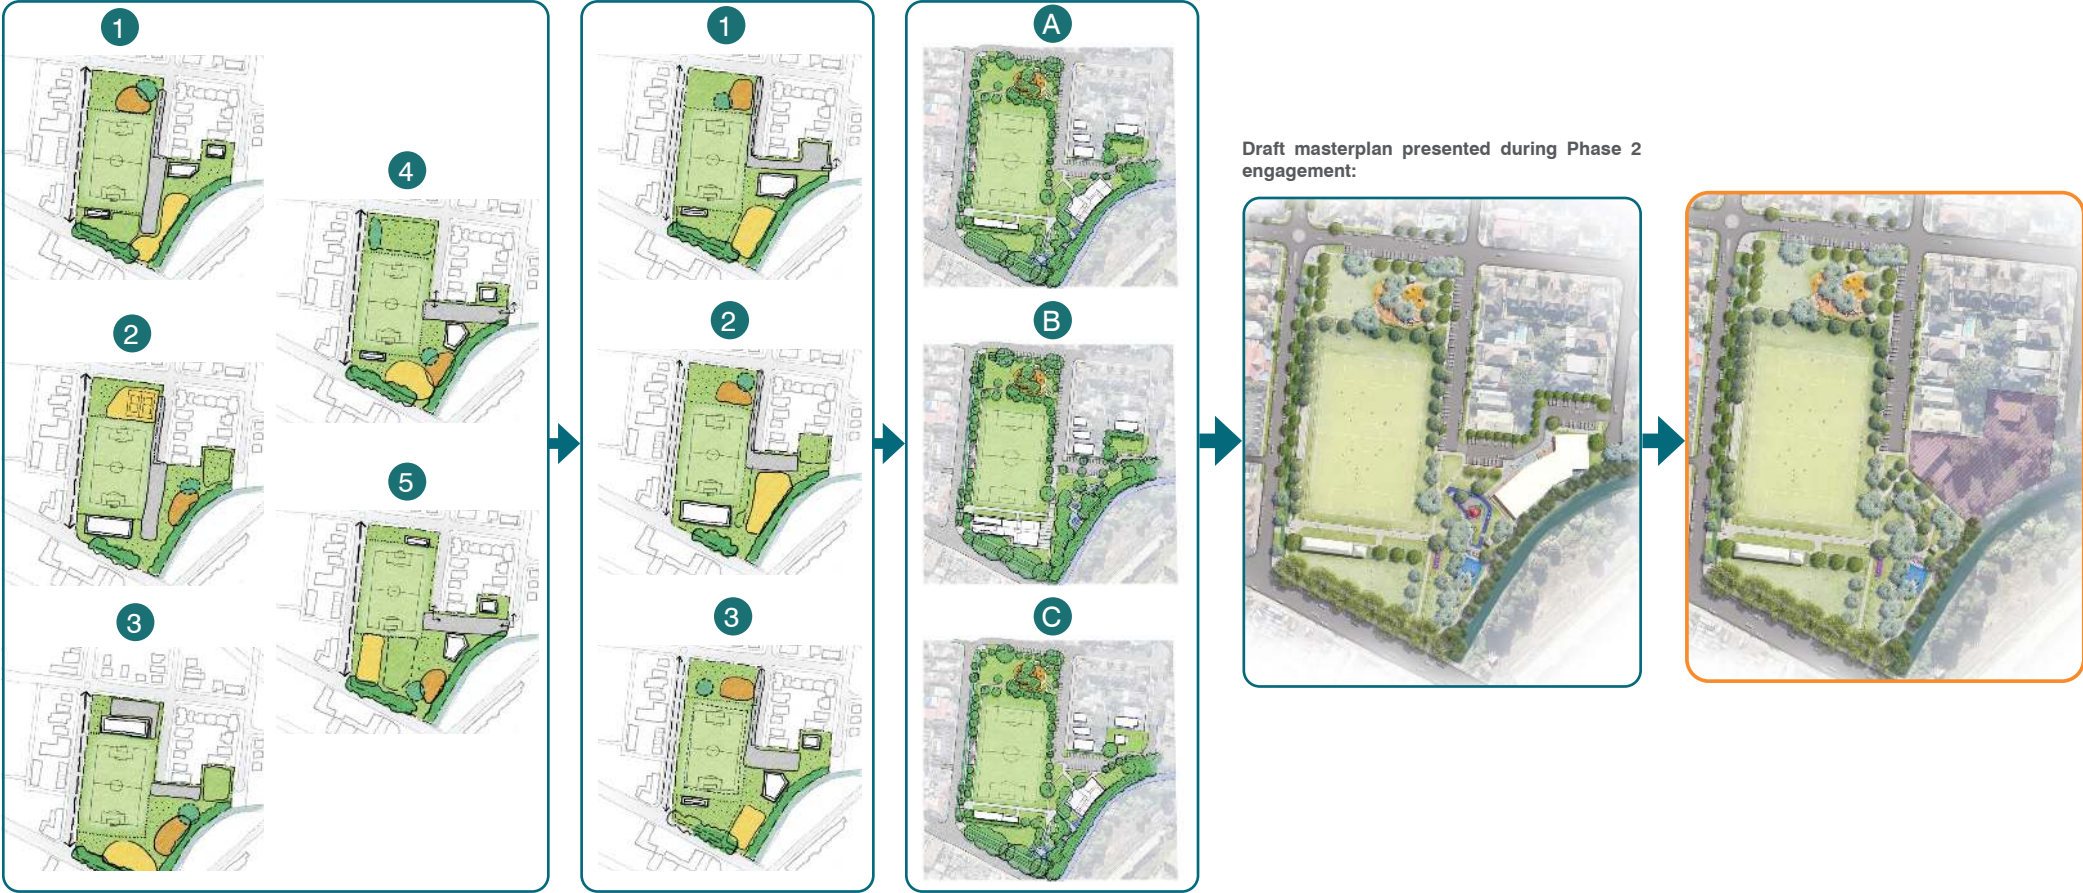 1
2
3
4
5
1
2
3
A
B
C
Draft masterplan presented during Phase 2
engagement: